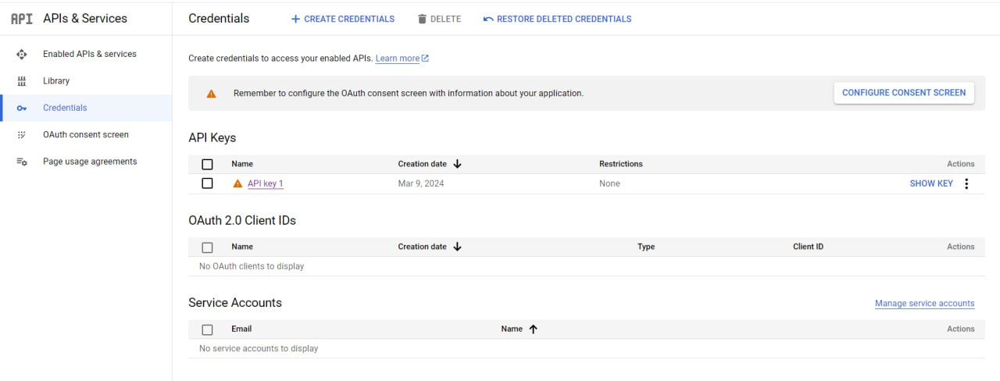 API APIs & Services
Credentials + CREATE CREDENTIALS DELETE RESTORE DELETED CREDENTIALS
Enabled APIs & services
Library
Credentials
OAuth consent screen
Page usage agreements
Create credentials to access your enabled APIs. Learn more
Remember to configure the OAuth consent screen with information about your application. CONFIGURE CONSENT SCREEN
API Keys
Name Creation date Restrictions Actions
API key 1 Mar 9, 2024 None SHOW KEY
OAuth 2.0 Client IDs
Name Creation date Type Client ID Actions
No OAuth clients to display
Service Accounts Manage service accounts
Email Name Actions
No service accounts to display